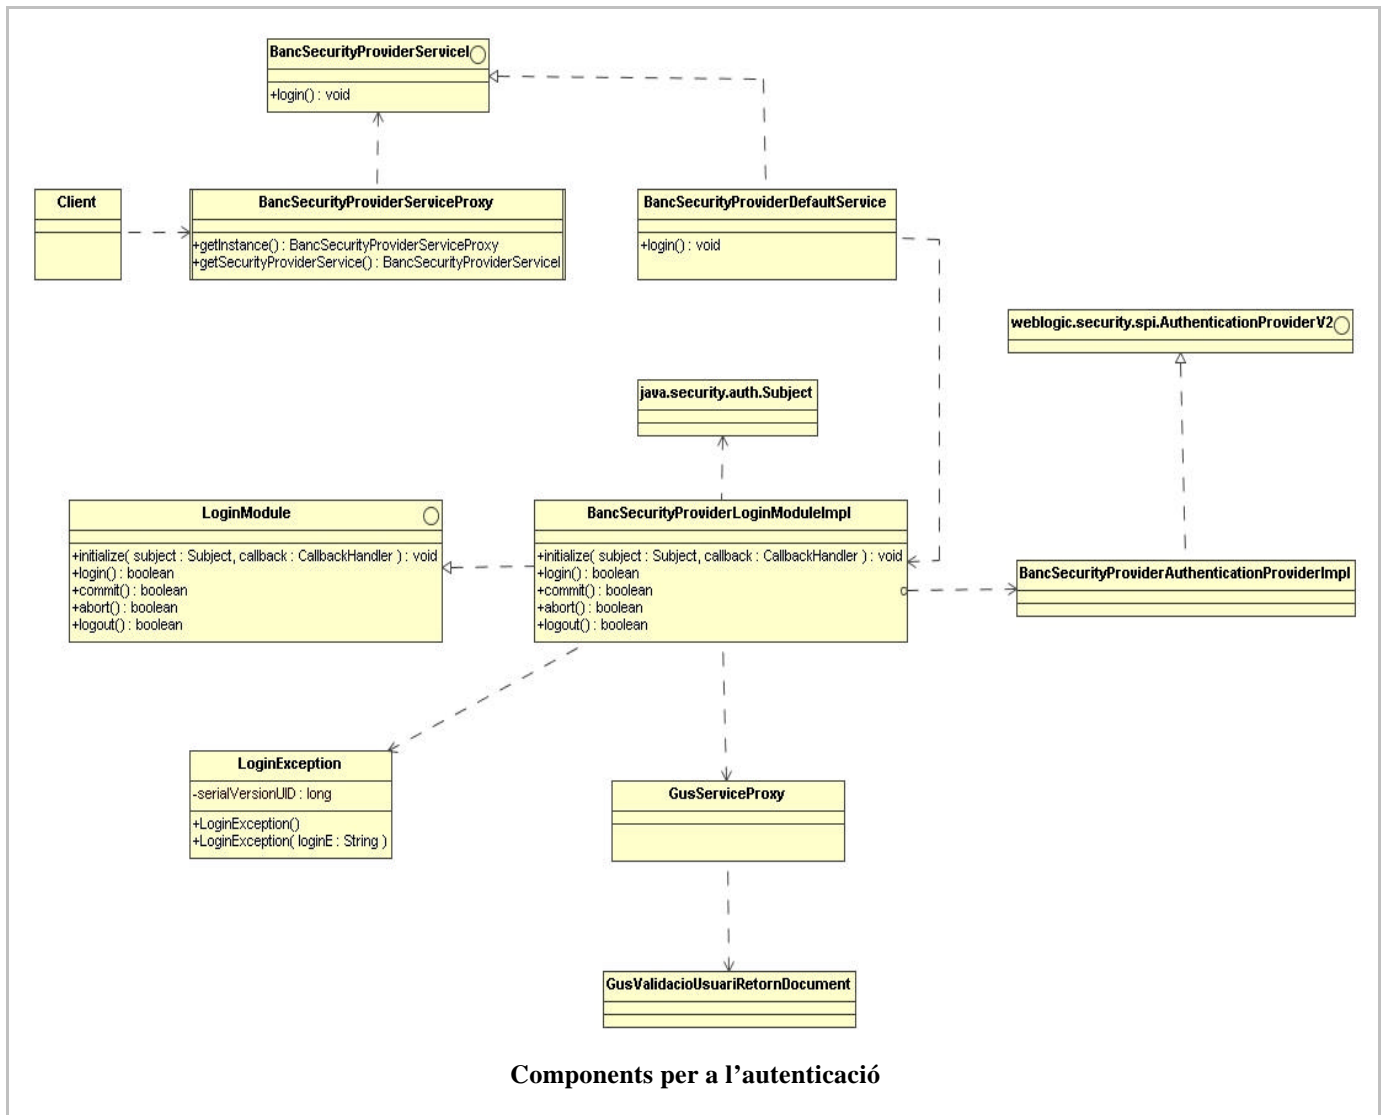 BancSecurityProviderServiceI
+login() : void
Client
BancSecurityProviderServiceProxy
+getInstance() : BancSecurityProviderServiceProxy
+getSecurityProviderService() : BancSecurityProviderServiceI
BancSecurityProviderDefaultService
+login() : void
weblogic.security.spi.AuthenticationProviderV2
java.security.auth.Subject
LoginModule
+initialize( subject : Subject, callback : CallbackHandler ) : void
+login() : boolean
+commit() : boolean
+abort() : boolean
+logout() : boolean
BancSecurityProviderLoginModuleImpl
+initialize( subject : Subject, callback : CallbackHandler ) : void
+login() : boolean
+commit() : boolean
+abort() : boolean
+logout() : boolean
BancSecurityProviderAuthenticationProviderImpl
LoginException
-serialVersionUID : long
+LoginException()
+LoginException( loginE : String )
GusServiceProxy
GusValidacioUsuariRetornDocument
Components per a l’autenticació